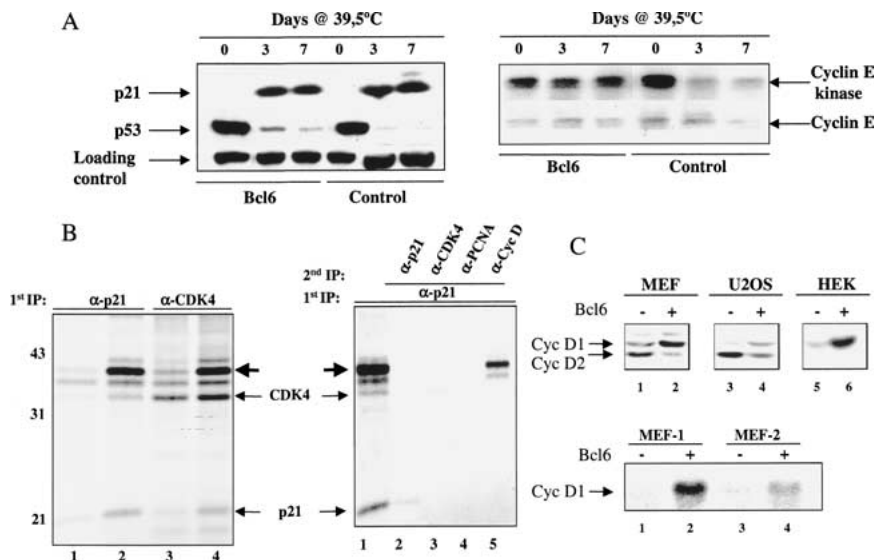 A
Days @ 39,5ºC
0 3 7 0 3 7
p21
p53
Loading
control
Bcl6 Control
Days @ 39,5ºC
0 3 7 0 3 7
Cyclin E
kinase
Cyclin E
Bcl6 Control
B
1st IP: α-p21 α-CDK4
43
31
21
1 2 3 4
CDK4
p21
2nd IP: α-p21 α-CDK4 α-PCNA α-Cyc D
1st IP: α-p21
1 2 3 4 5
C
MEF U2OS HEK
Bcl6 - + - + - +
Cyc D1
Cyc D2
1 2 3 4 5 6
MEF-1 MEF-2
Bcl6 - + - +
Cyc D1
1 2 3 4